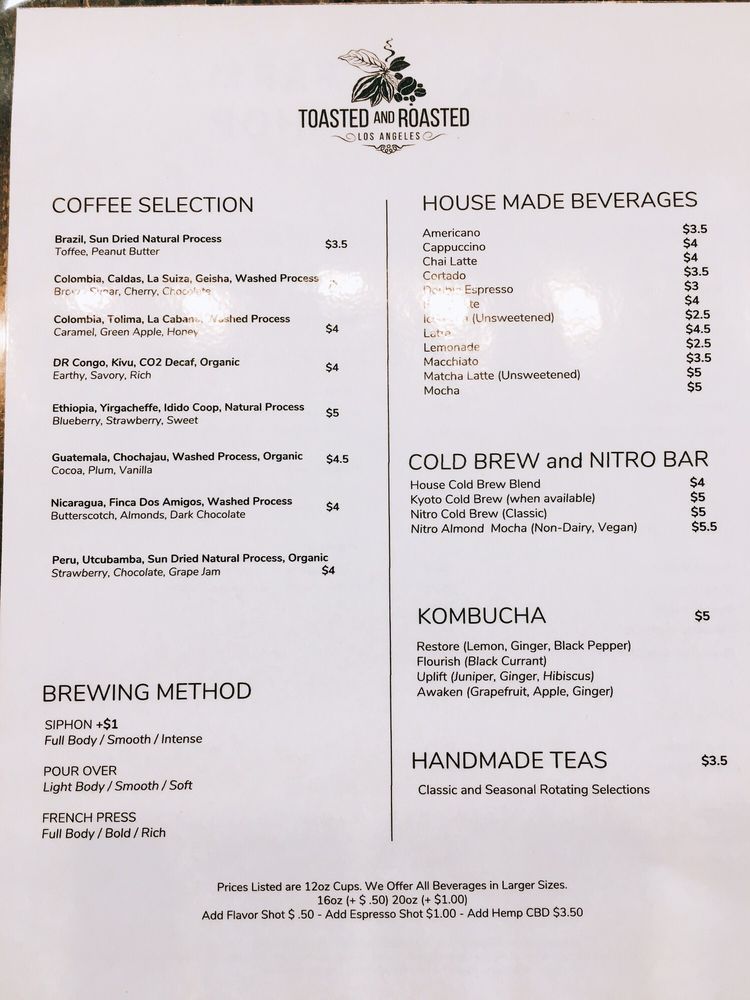 TOASTED AND ROASTED
LOS ANGELES
COFFEE SELECTION
Brazil, Sun Dried Natural Process
Toffee, Peanut Butter
$3.5
Colombia, Caldas, La Suiza, Geisha, Washed Process
Sugar, Cherry, Chocolate
Colombia, Tolima, La Cabana, Washed Process
Caramel, Green Apple, Honey
$4
DR Congo, Kivu, CO2 Decaf, Organic
Earthy, Savory, Rich
$4
Ethiopia, Yirgacheffe, Idido Coop, Natural Process
Blueberry, Strawberry, Sweet
$5
Guatemala, Chochajau, Washed Process, Organic
Cocoa, Plum, Vanilla
$4.5
Nicaragua, Finca Dos Amigos, Washed Process
Butterscotch, Almonds, Dark Chocolate
$4
Peru, Utcubamba, Sun Dried Natural Process, Organic
Strawberry, Chocolate, Grape Jam $4
BREWING METHOD
SIPHON +$1
Full Body / Smooth / Intense
POUR OVER
Light Body / Smooth / Soft
FRENCH PRESS
Full Body / Bold / Rich
HOUSE MADE BEVERAGES
Americano $3.5
Cappuccino $4
Chai Latte $4
Cortado $3.5
Double Espresso $3
$4
(Unsweetened) $2.5
Latte $4.5
Lemonade $2.5
Macchiato $3.5
Matcha Latte (Unsweetened) $5
Mocha $5
COLD BREW and NITRO BAR
House Cold Brew Blend $4
Kyoto Cold Brew (when available) $5
Nitro Cold Brew (Classic) $5
Nitro Almond Mocha (Non-Dairy, Vegan) $5.5
KOMBUCHA $5
Restore (Lemon, Ginger, Black Pepper)
Flourish (Black Currant)
Uplift (Juniper, Ginger, Hibiscus)
Awaken (Grapefruit, Apple, Ginger)
HANDMADE TEAS $3.5
Classic and Seasonal Rotating Selections
Prices Listed are 12oz Cups. We Offer All Beverages in Larger Sizes.
16oz (+ $ .50) 20oz (+ $1.00)
Add Flavor Shot $ .50 - Add Espresso Shot $1.00 - Add Hemp CBD $3.50